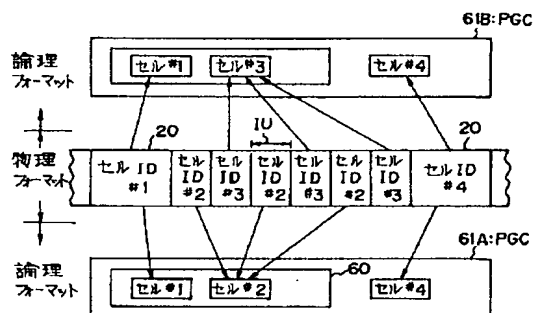 61B:PGC
論理
フォーマット
セル#1
セル#3
セル#4
20
IU
20
物理
フォーマット
セルID
#1
セル
ID
#2
セル
ID
#3
セル
ID
#2
セル
ID
#3
セル
ID
#2
セル
ID
#3
セルID
#4
61A:PGC
論理
フォーマット
60
セル#1
セル#2
セル#4